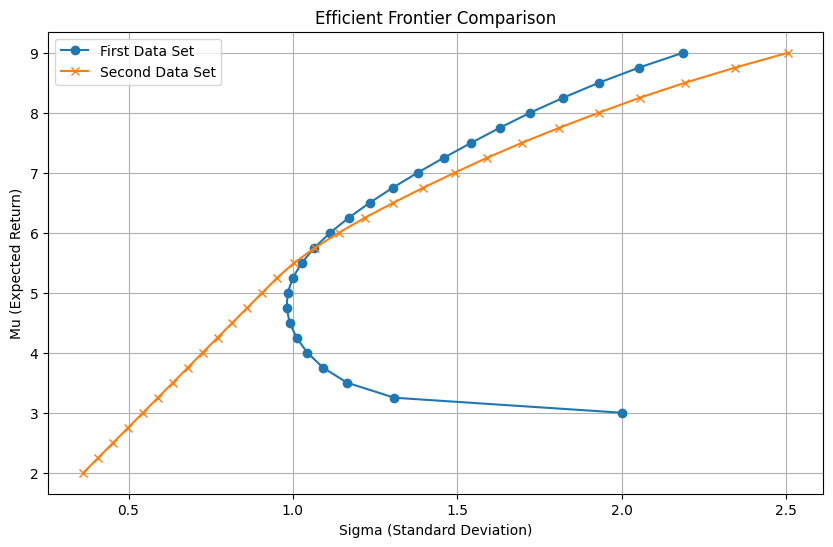 Efficient Frontier Comparison
First Data Set
Second Data Set
Mu (Expected Return)
9
8
7
6
5
4
3
2
0.5 1.0 1.5 2.0 2.5
Sigma (Standard Deviation)